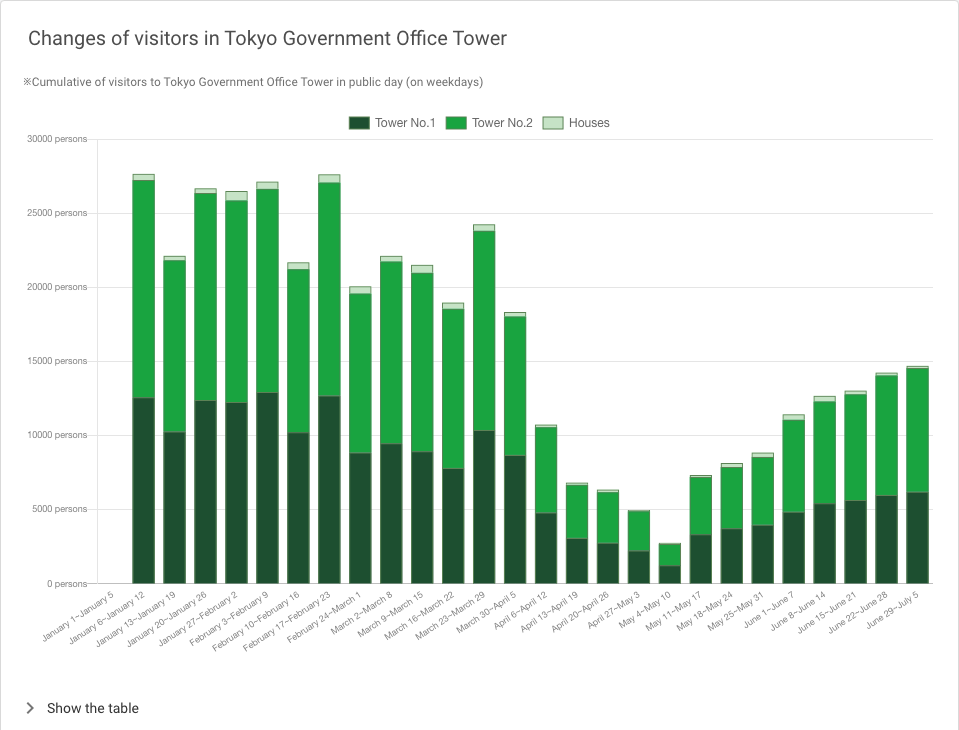 Changes of visitors in Tokyo Government Office Tower
※Cumulative of visitors to Tokyo Government Office Tower in public day (on weekdays)
Tower No.1 Tower No.2 Houses
30000 persons
25000 persons
20000 persons
15000 persons
10000 persons
5000 persons
0 persons
January 1~January 5
January 6~January 12
January 13~January 19
January 20~January 26
January 27~February 2
February 3~February 9
February 10~February 16
February 17~February 23
February 24~March 1
March 2~March 8
March 9~March 15
March 16~March 22
March 23~March 29
March 30~April 5
April 6~April 12
April 13~April 19
April 20~April 26
April 27~May 3
May 4~May 10
May 11~May 17
May 18~May 24
May 25~May 31
June 1~June 7
June 8~June 14
June 15~June 21
June 22~June 28
June 29~July 5
Show the table